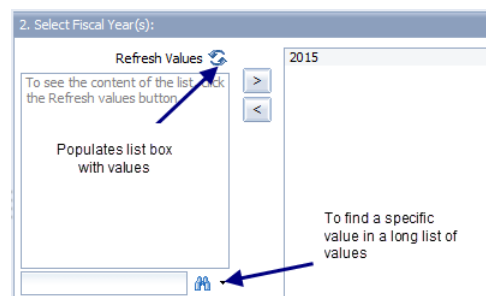 2. Select Fiscal Year(s):
Refresh Values
2015
To see the content of the list, click
the Refresh values button
>
<
Populates list box
with values
To find a specific
value in a long list of
values